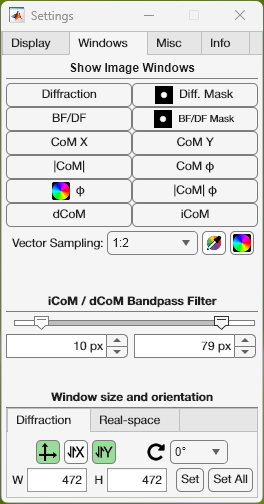 Settings
Display Windows Misc Info
Show Image Windows
Diffraction Diff. Mask
BF/DF BF/DF Mask
CoM X CoM Y
|CoM| CoM ϕ
ϕ |CoM| ϕ
dCoM iCoM
Vector Sampling: 1:2
iCoM / dCoM Bandpass Filter
10 px 79 px
Window size and orientation
Diffraction Real-space
X Y 0°
W 472 H 472 Set Set All